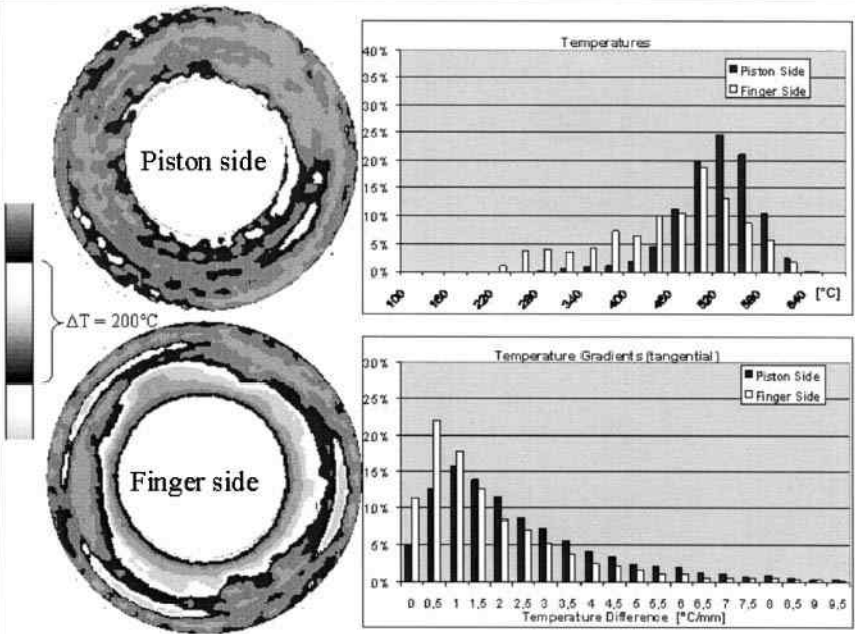 Piston side
ΔT = 200°C
Finger side
Temperatures
40%
35%
30%
25%
20%
15%
10%
5%
0%
Piston Side
Finger Side
100 160 220 280 340 400 460 520 580 640 [°C]
Temperature Gradients (tangential)
30%
25%
20%
15%
10%
5%
0%
Piston Side
Finger Side
0 0,5 1 1,5 2 2,5 3 3,5 4 4,5 5 5,5 6 6,5 7 7,5 8 8,5 9 9,5
Temperature Difference [°C/mm]